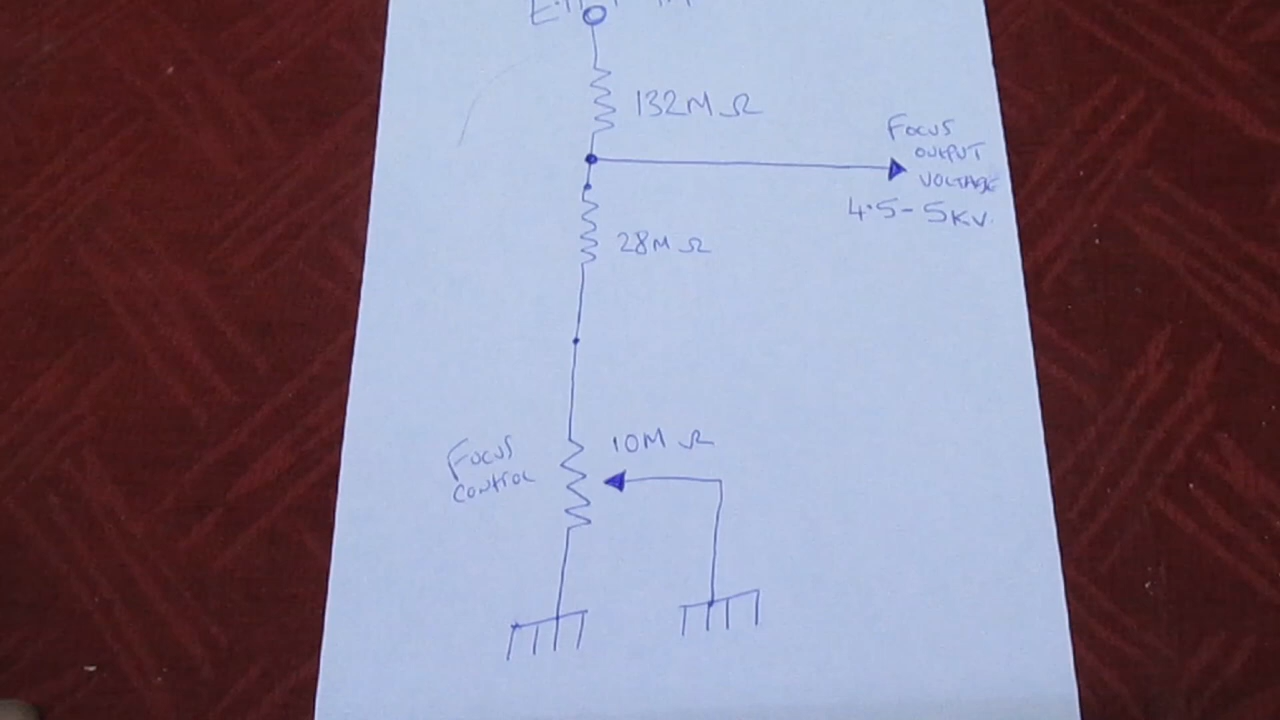 132M Ω
FOCUS
OUTPUT
VOLTAGE
4.5-5KV.
28M Ω
10M Ω
FOCUS
CONTROL